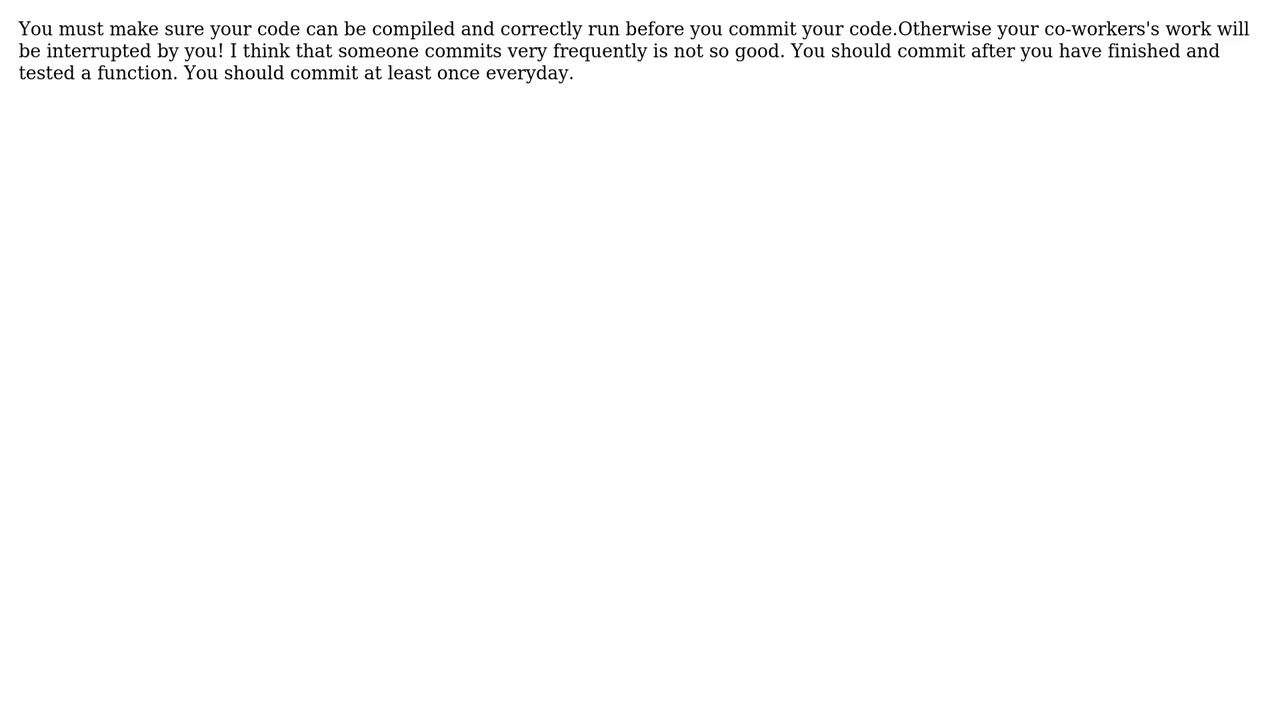 You must make sure your code can be compiled and correctly run before you commit your code.Otherwise your co-workers's work will
be interrupted by you! I think that someone commits very frequently is not so good. You should commit after you have finished and
tested a function. You should commit at least once everyday.